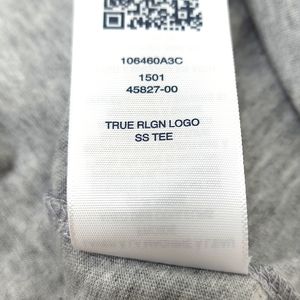 106460A3C
1501
45827-00
TRUE RLGN LOGO
SS TEE